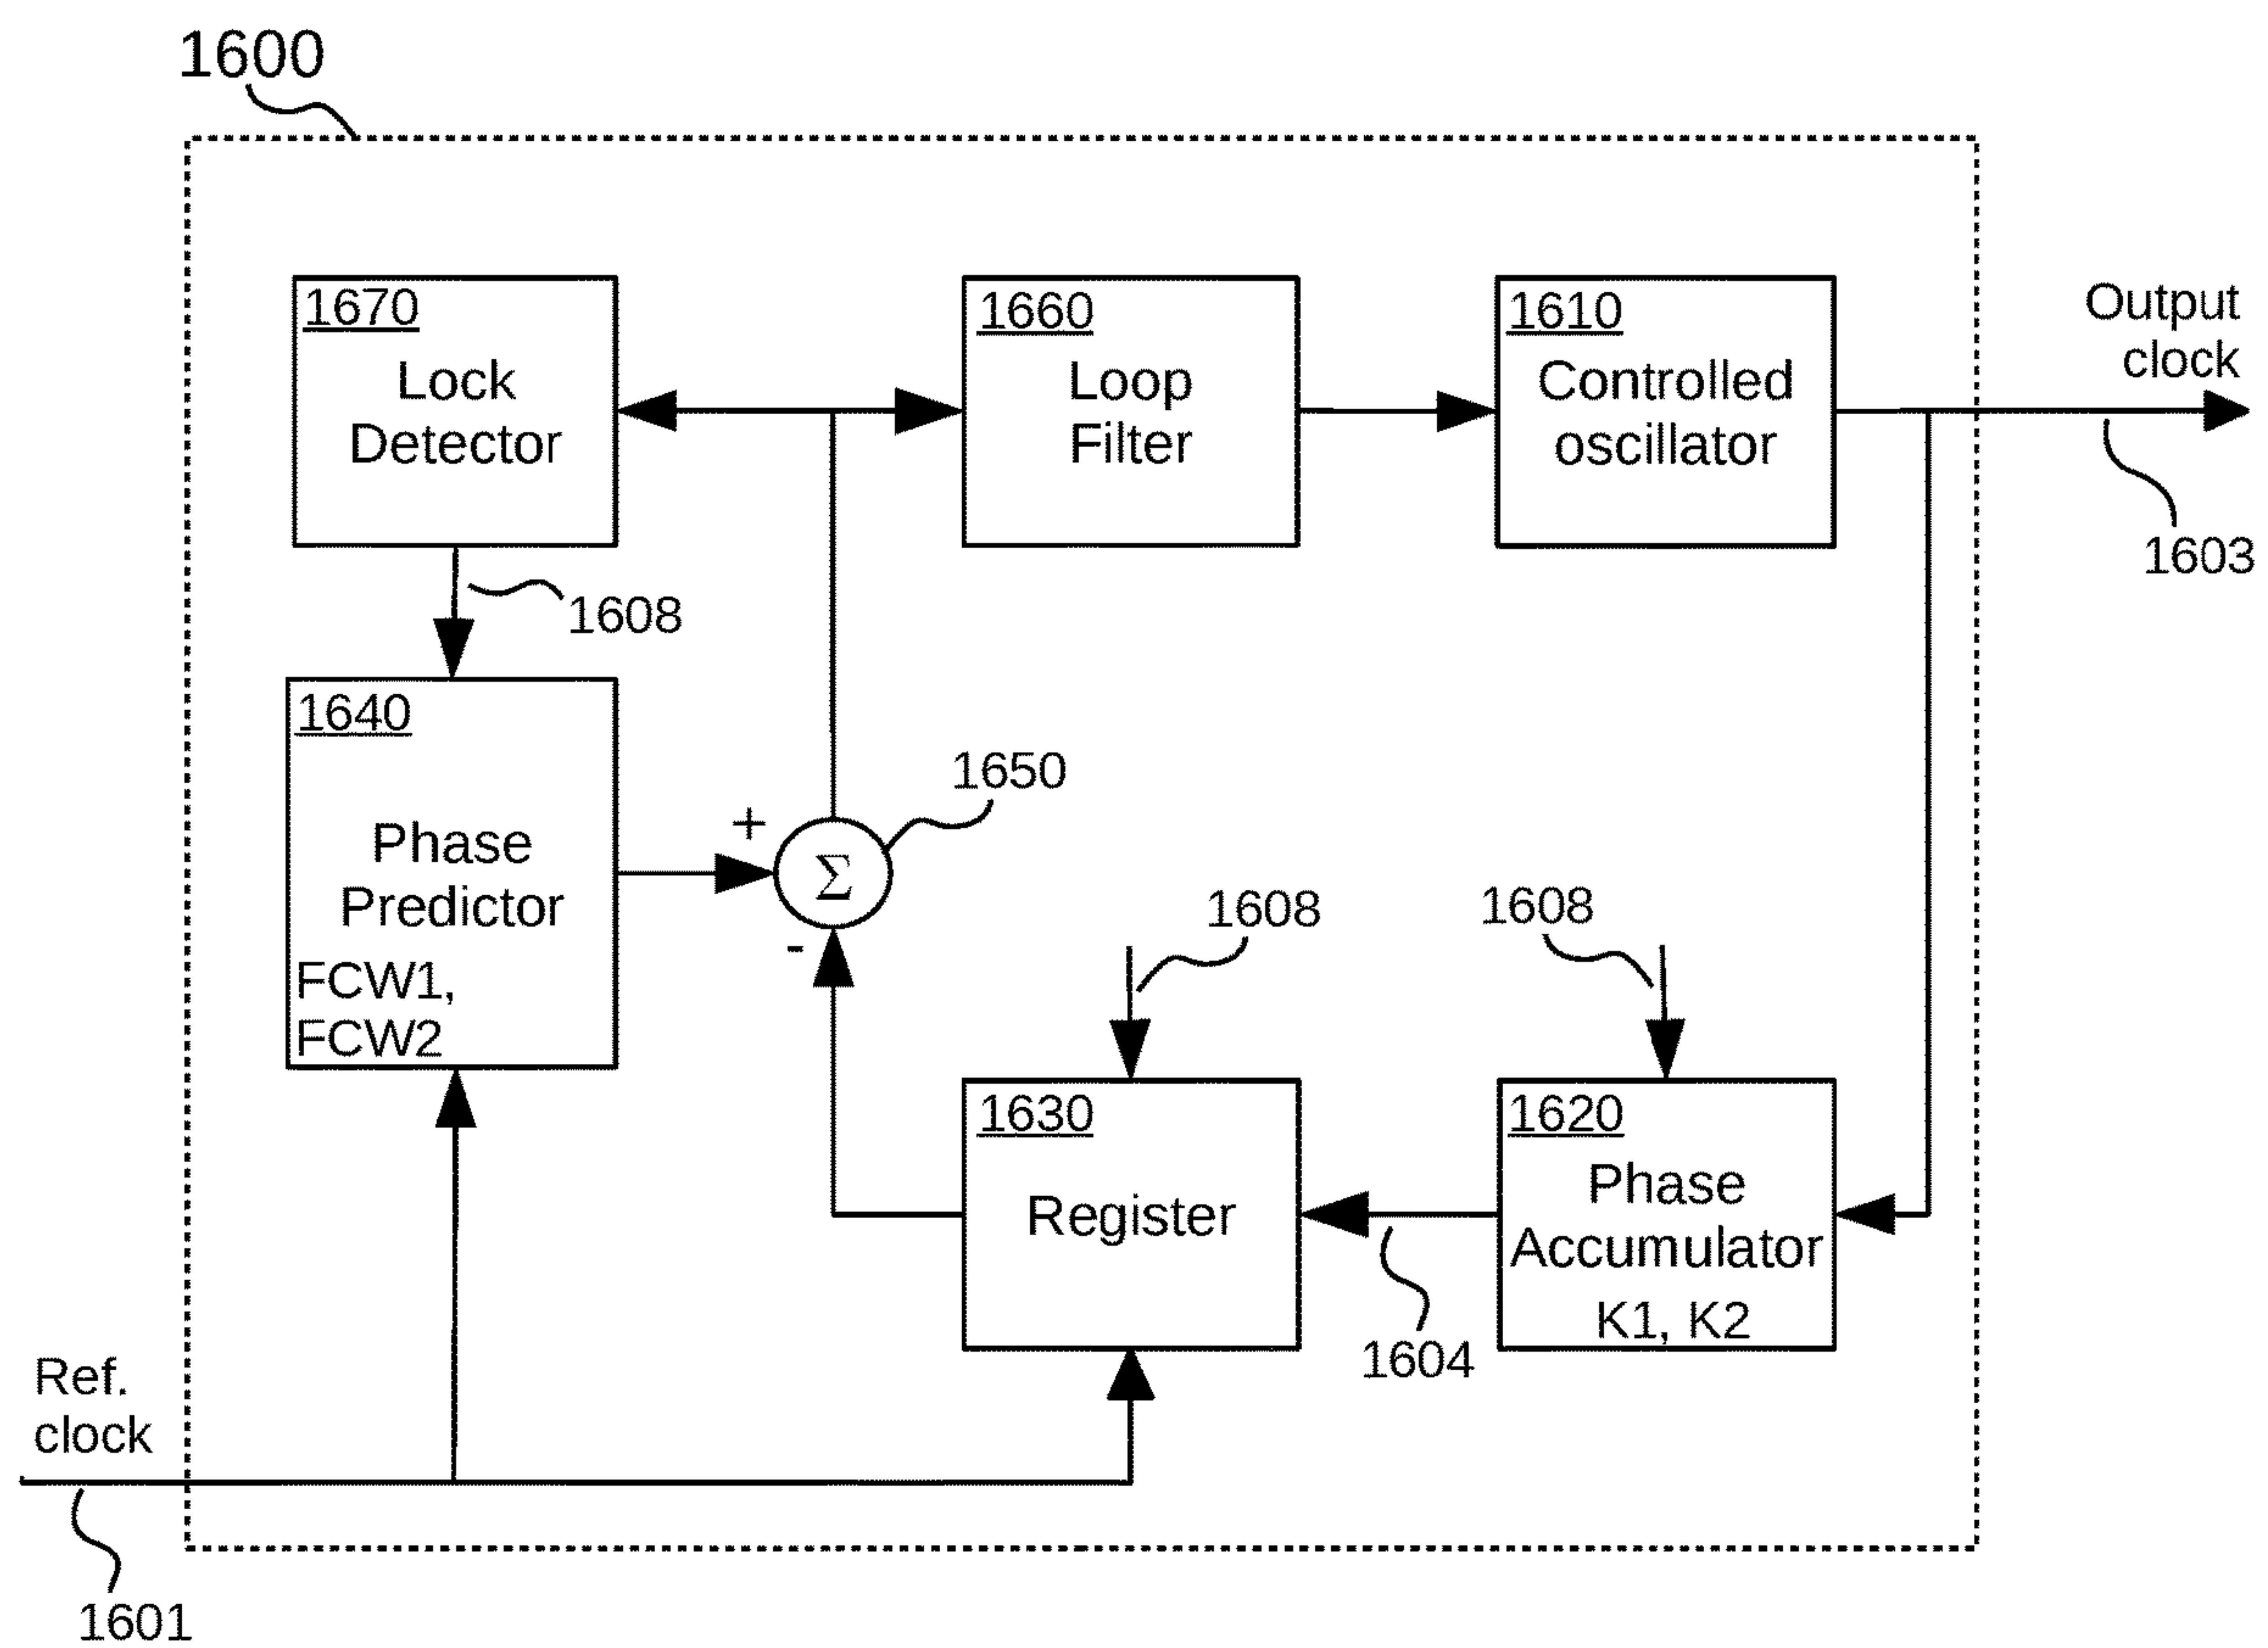 1600
1670
Lock
Detector
1660
Loop
Filter
1610
Controlled
oscillator
Output
clock
1603
1608
1640
Phase
Predictor
FCW1,
FCW2
+
Σ
-
1650
1608
1608
1630
Register
1620
Phase
Accumulator
K1, K2
1604
Ref.
clock
1601